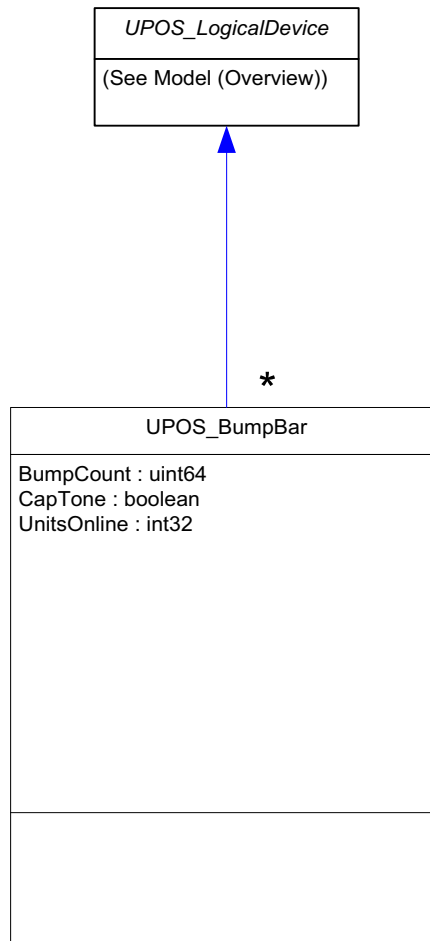 UPOS_LogicalDevice
(See Model (Overview))
*
UPOS_BumpBar
BumpCount : uint64
CapTone : boolean
UnitsOnline : int32